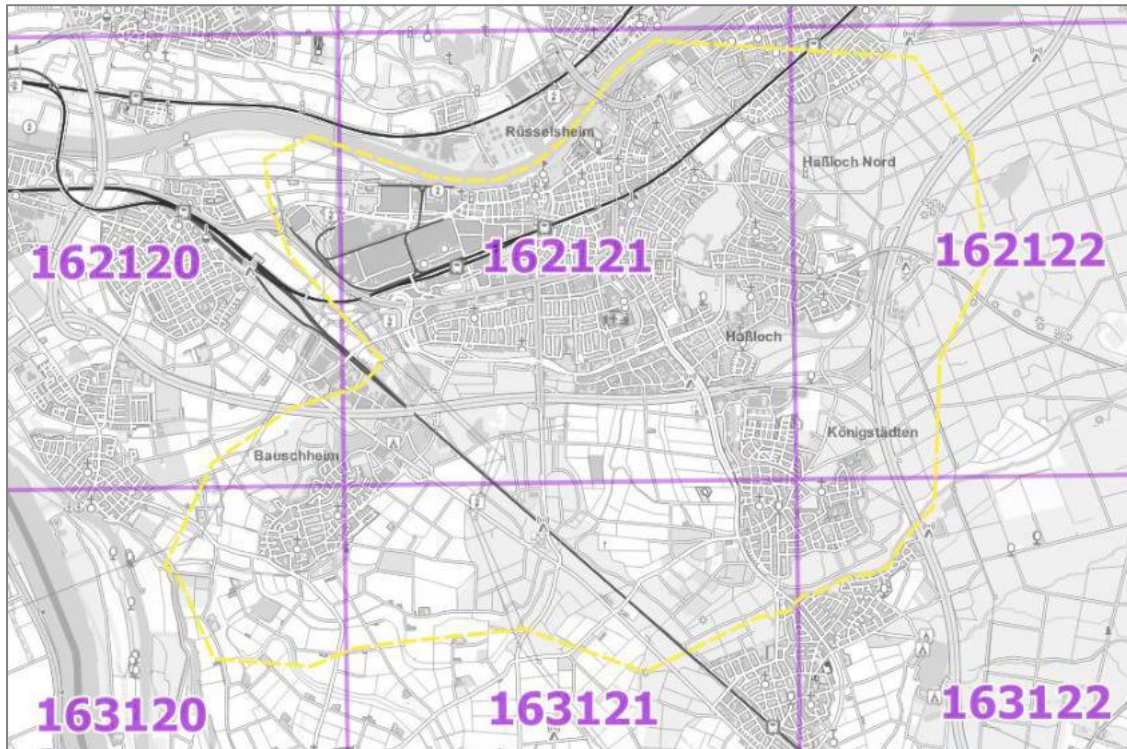 Rüsselsheim
Haßloch Nord
162120
162121
162122
Haßloch
Königstädten
Bauschheim
163120
163121
163122